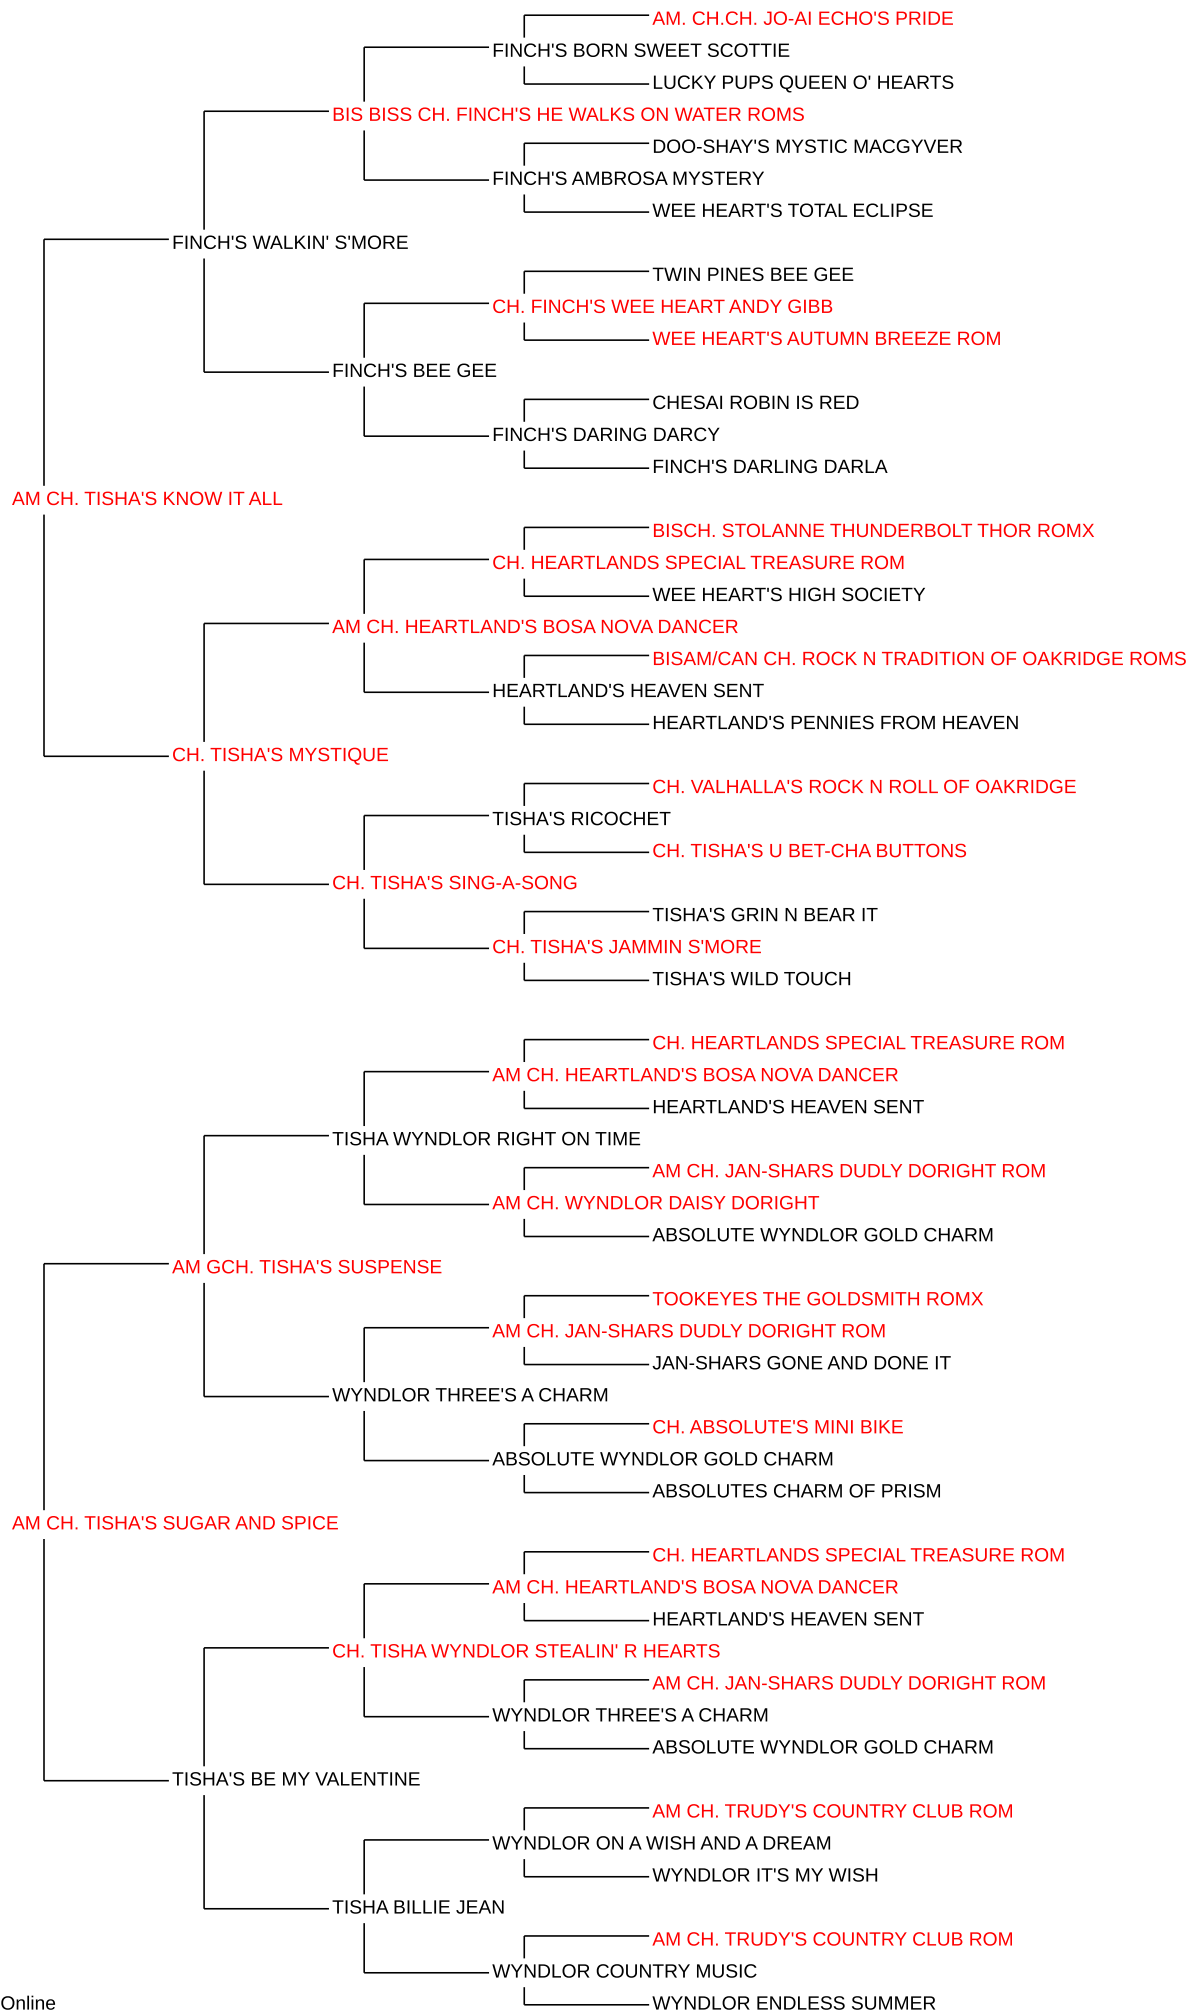 AM. CH.CH. JO-AI ECHO'S PRIDE
FINCH'S BORN SWEET SCOTTIE
LUCKY PUPS QUEEN O' HEARTS
BIS BISS CH. FINCH'S HE WALKS ON WATER ROMS
DOO-SHAY'S MYSTIC MACGYVER
FINCH'S AMBROSA MYSTERY
WEE HEART'S TOTAL ECLIPSE
FINCH'S WALKIN' S'MORE
TWIN PINES BEE GEE
CH. FINCH'S WEE HEART ANDY GIBB
WEE HEART'S AUTUMN BREEZE ROM
FINCH'S BEE GEE
CHESAI ROBIN IS RED
FINCH'S DARING DARCY
FINCH'S DARLING DARLA
AM CH. TISHA'S KNOW IT ALL
BISCH. STOLANNE THUNDERBOLT THOR ROMX
CH. HEARTLANDS SPECIAL TREASURE ROM
WEE HEART'S HIGH SOCIETY
AM CH. HEARTLAND'S BOSA NOVA DANCER
BISAM/CAN CH. ROCK N TRADITION OF OAKRIDGE ROMS
HEARTLAND'S HEAVEN SENT
HEARTLAND'S PENNIES FROM HEAVEN
CH. TISHA'S MYSTIQUE
CH. VALHALLA'S ROCK N ROLL OF OAKRIDGE
TISHA'S RICOCHET
CH. TISHA'S U BET-CHA BUTTONS
CH. TISHA'S SING-A-SONG
TISHA'S GRIN N BEAR IT
CH. TISHA'S JAMMIN S'MORE
TISHA'S WILD TOUCH
CH. HEARTLANDS SPECIAL TREASURE ROM
AM CH. HEARTLAND'S BOSA NOVA DANCER
HEARTLAND'S HEAVEN SENT
TISHA WYNDLOR RIGHT ON TIME
AM CH. JAN-SHARS DUDLY DORIGHT ROM
AM CH. WYNDLOR DAISY DORIGHT
ABSOLUTE WYNDLOR GOLD CHARM
AM GCH. TISHA'S SUSPENSE
TOOKEYES THE GOLDSMITH ROMX
AM CH. JAN-SHARS DUDLY DORIGHT ROM
JAN-SHARS GONE AND DONE IT
WYNDLOR THREE'S A CHARM
CH. ABSOLUTE'S MINI BIKE
ABSOLUTE WYNDLOR GOLD CHARM
ABSOLUTES CHARM OF PRISM
AM CH. TISHA'S SUGAR AND SPICE
CH. HEARTLANDS SPECIAL TREASURE ROM
AM CH. HEARTLAND'S BOSA NOVA DANCER
HEARTLAND'S HEAVEN SENT
CH. TISHA WYNDLOR STEALIN' R HEARTS
AM CH. JAN-SHARS DUDLY DORIGHT ROM
WYNDLOR THREE'S A CHARM
ABSOLUTE WYNDLOR GOLD CHARM
TISHA'S BE MY VALENTINE
AM CH. TRUDY'S COUNTRY CLUB ROM
WYNDLOR ON A WISH AND A DREAM
WYNDLOR IT'S MY WISH
TISHA BILLIE JEAN
AM CH. TRUDY'S COUNTRY CLUB ROM
WYNDLOR COUNTRY MUSIC
Online
WYNDLOR ENDLESS SUMMER